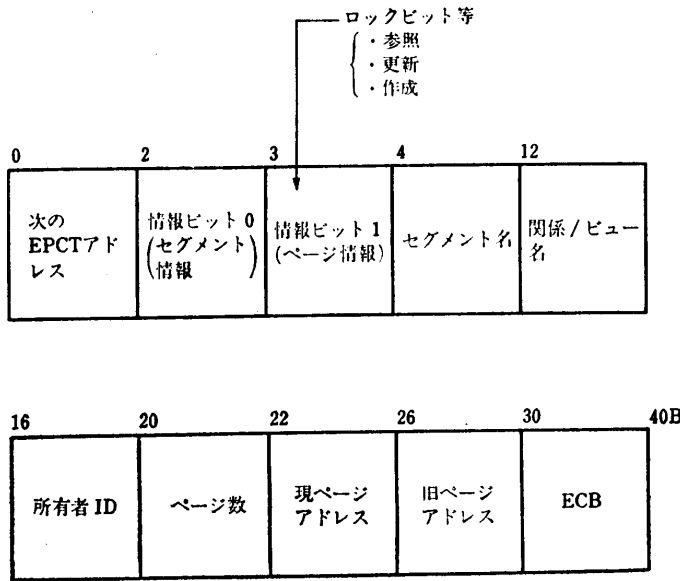 ロックビット等
・参照
・更新
・作成
0 2 3 4 12
次の
EPCTアド
レス
情報ビット0
(セグメント
情報)
情報ビット1
(ページ情報)
セグメント名
関係/ビュー
名
16 20 22 26 30 40B
所有者ID
ページ数
現ページ
アドレス
旧ページ
アドレス
ECB